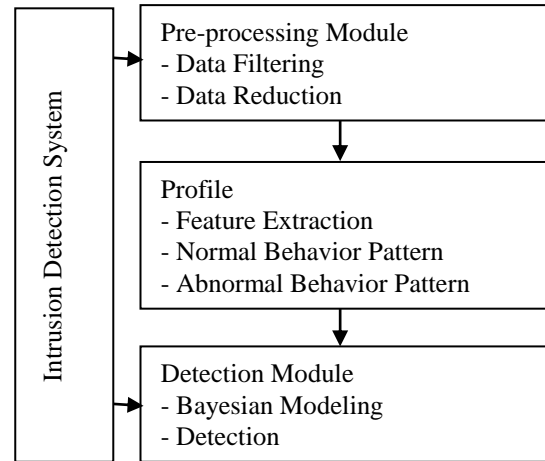 Intrusion Detection System
Pre-processing Module
- Data Filtering
- Data Reduction
Profile
- Feature Extraction
- Normal Behavior Pattern
- Abnormal Behavior Pattern
Detection Module
- Bayesian Modeling
- Detection